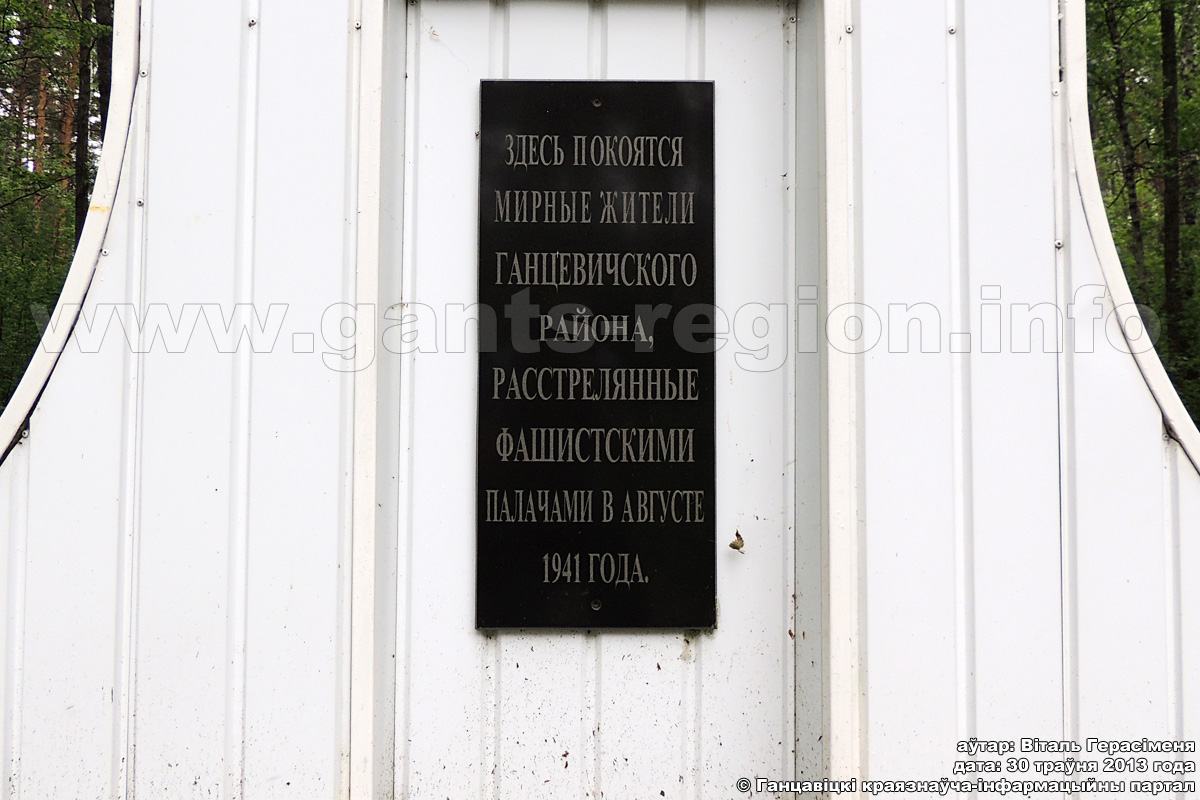 ЗДЕСЬ ПОКОЯТСЯ
МИРНЫЕ ЖИТЕЛИ
ГАНЦЕВИЧСКОГО
РАЙОНА,
РАССТРЕЛЯННЫЕ
ФАШИСТСКИМИ
ПАЛАЧАМИ В АВГУСТЕ
1941 ГОДА.
www.gants-region.info
аўтар: Віталь Герасіменя
дата: 30 траўня 2013 года
© Ганцавіцкі краязнаўча-інфармацыйны партал